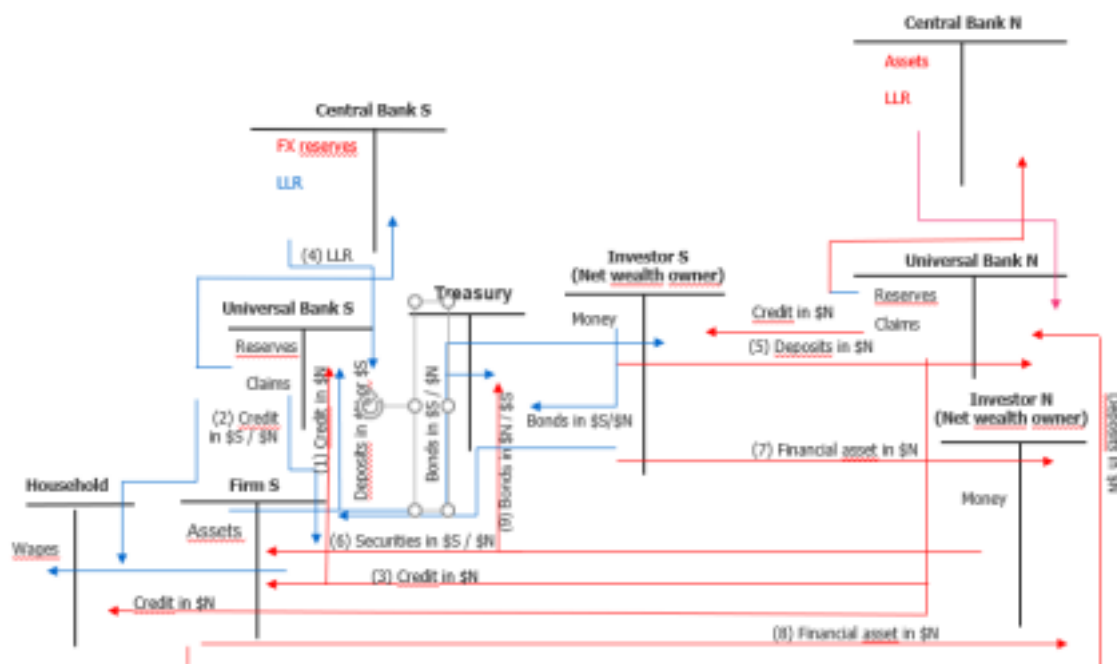 Central Bank N
Assets
LLR
Central Bank S
FX reserves
LLR
(4) LLR
Investor S
(Net wealth owner)
Universal Bank N
Treasury
Universal Bank S
Money
Reserves
Credit in $N
Claims
Reserves
(5) Deposits in $N
Claims
(1) Credit in $N
Deposits in or $S
Bonds in $S / $N
(9) Bonds in $N / $S
(2) Credit
in $S / $N
Bonds in $S/$N
Investor N
(Net wealth owner)
Deposits in $N
(7) Financial asset in $N
Household
Firm S
Money
Assets
(6) Securities in $S / $N
Wages
(3) Credit in $N
Credit in $N
(8) Financial asset in $N